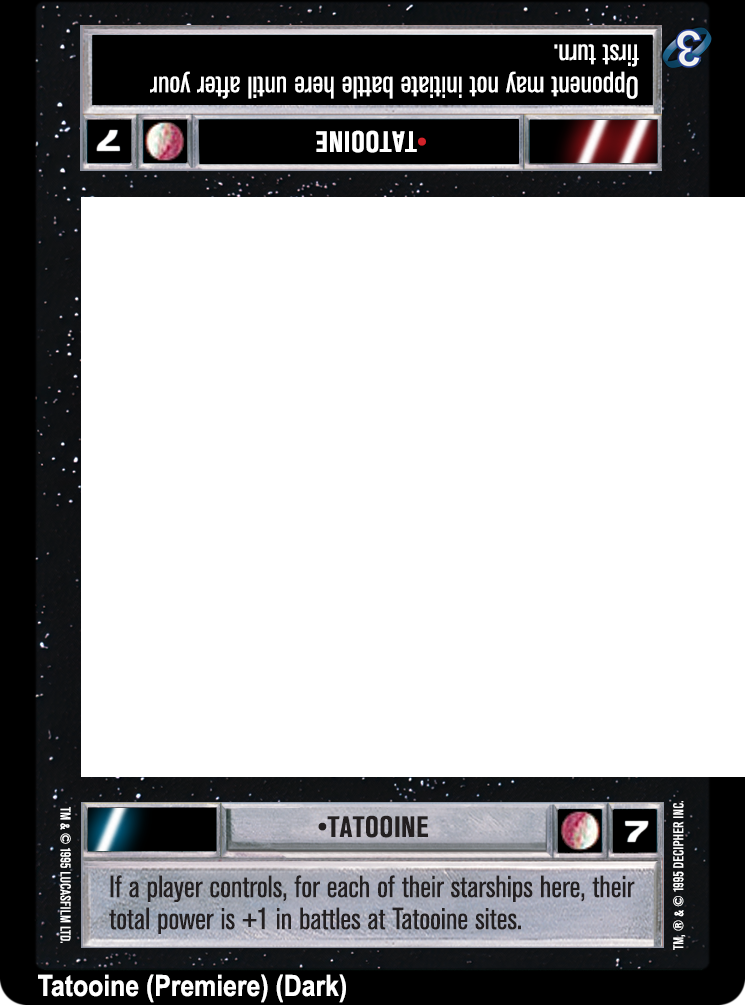 Opponent may not initiate battle here until after your
first turn.
•TATOOINE
7
•TATOOINE
7
If a player controls, for each of their starships here, their
total power is +1 in battles at Tatooine sites.
TM & © 1995 LUCASFILM LTD.
TM, ® & © 1995 DECIPHER INC.
Tatooine (Premiere) (Dark)